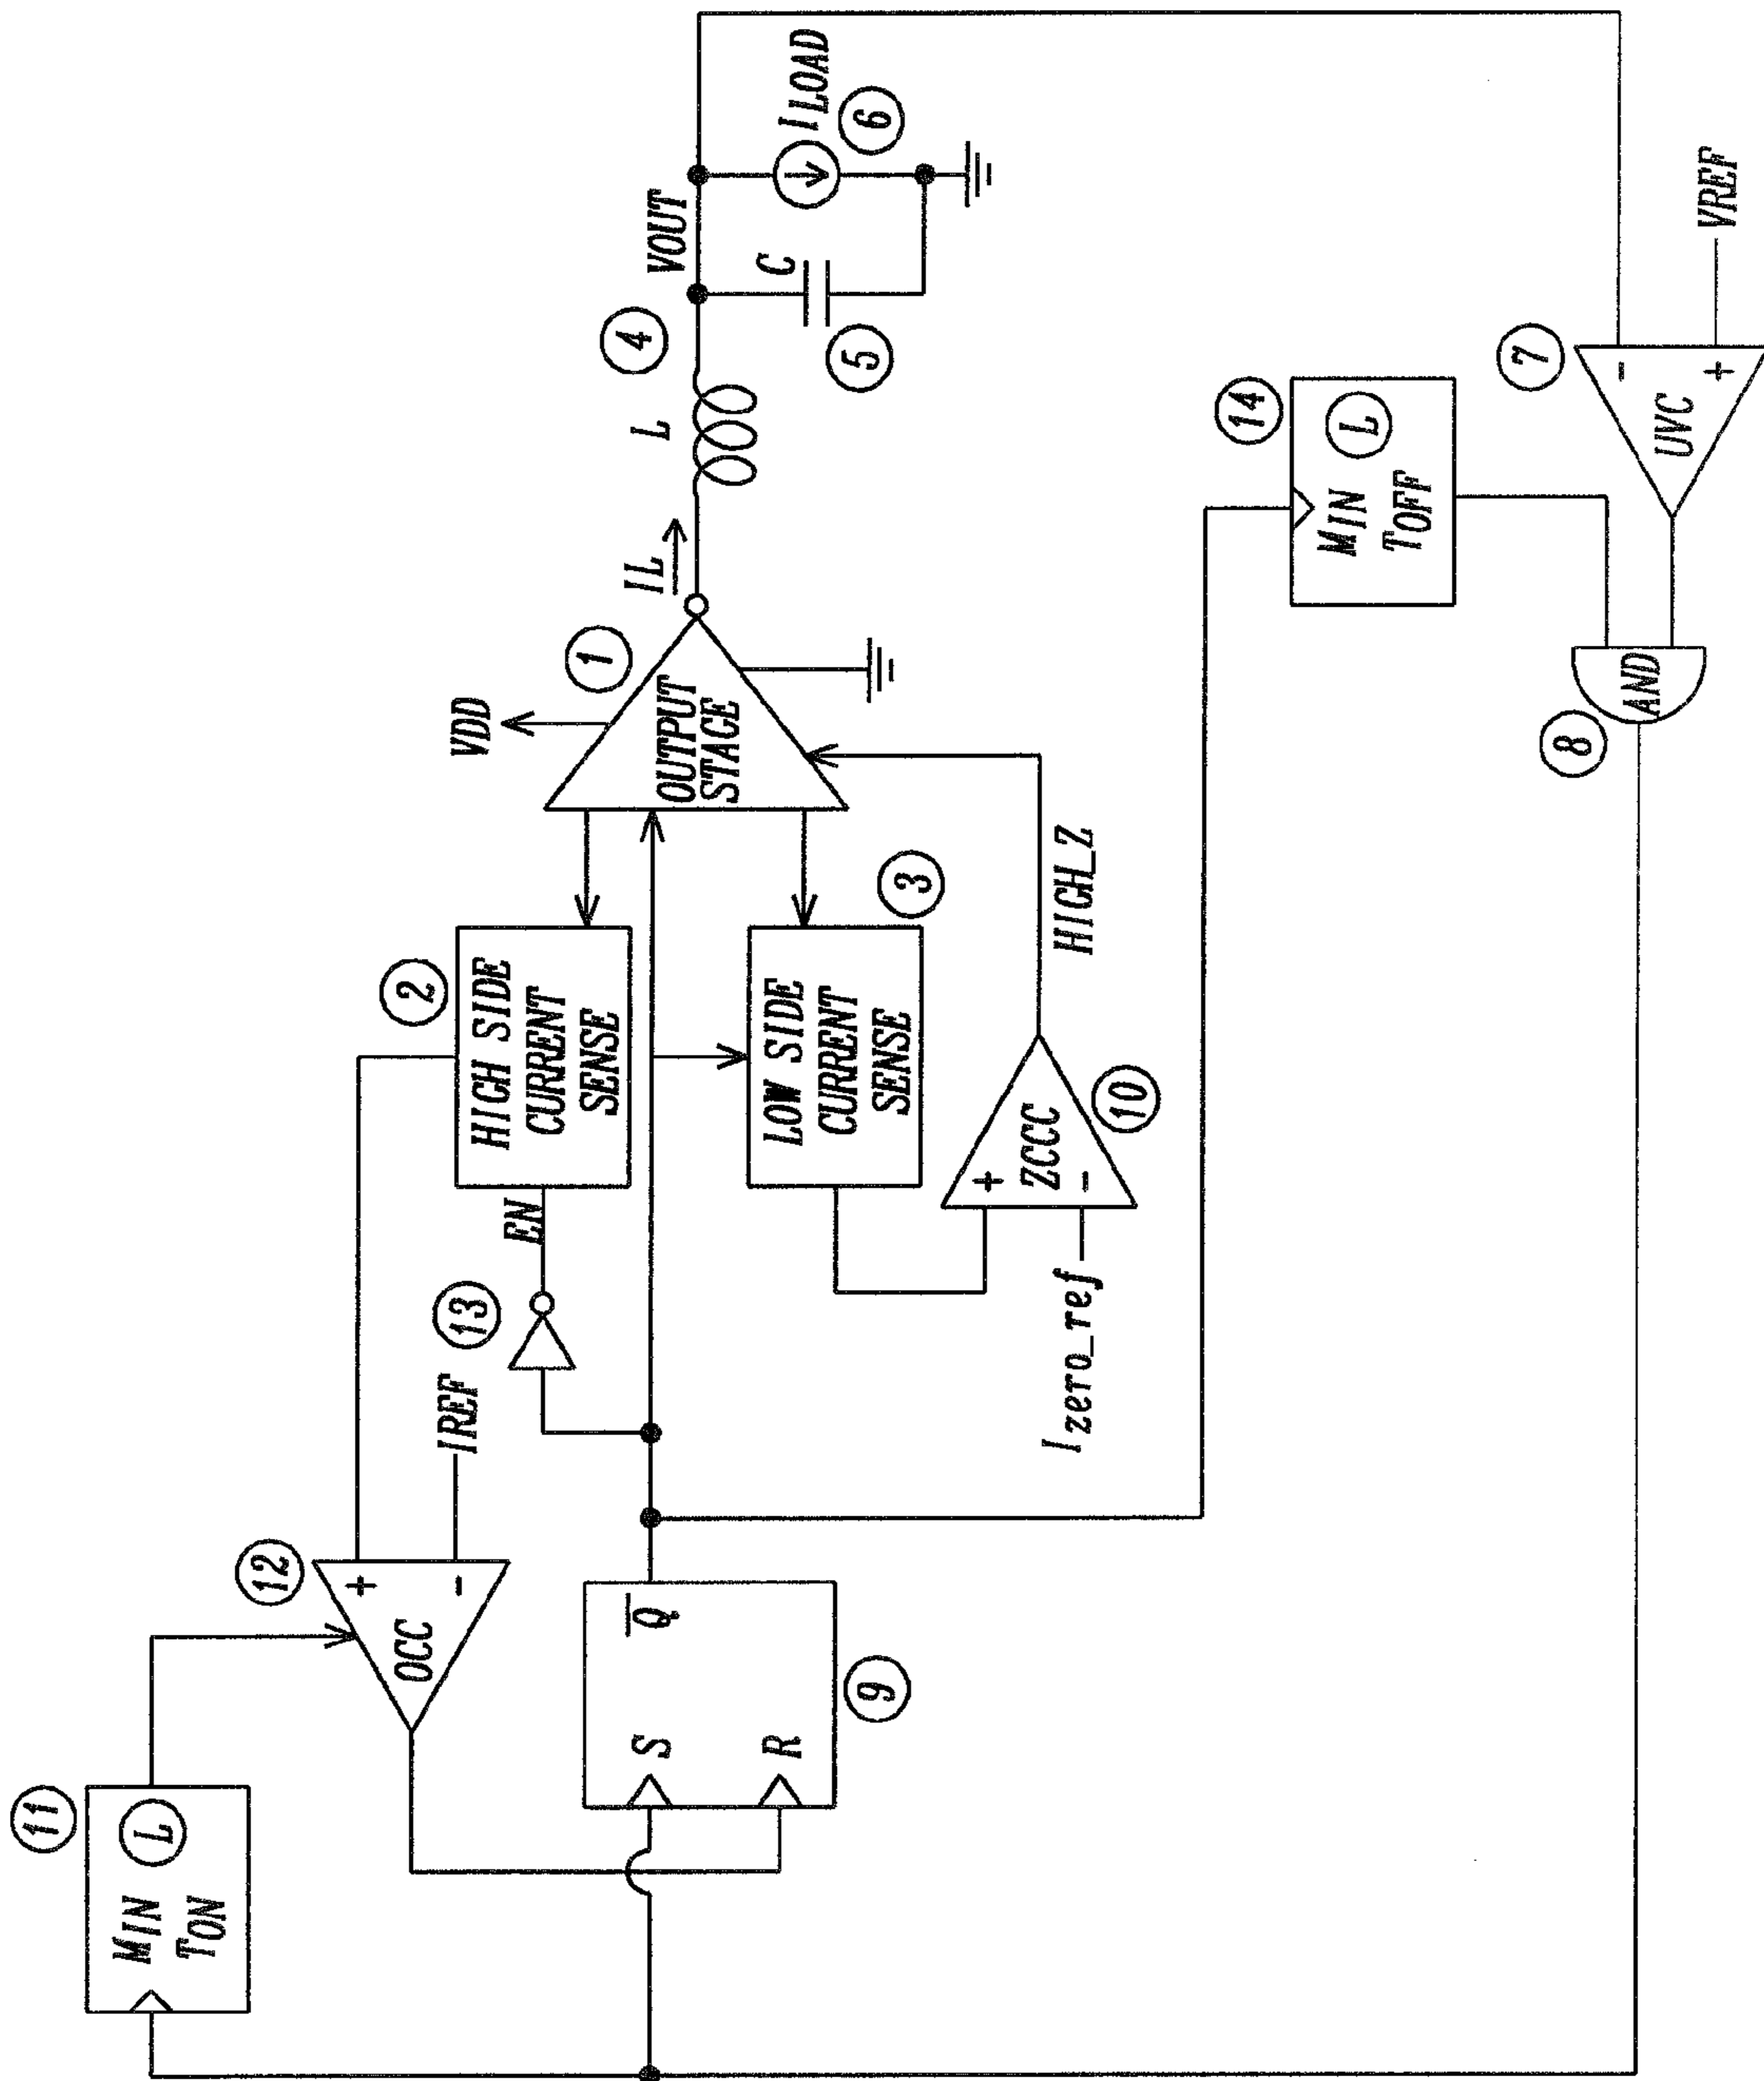 11
MIN L
TON
12
+
-
OCC
IREF
13
EN
2
HIGH SIDE
CURRENT
SENSE
VDD
1
OUTPUT
STAGE
IL
L
4
VOUT
C
5
ILOAD
6
S
R
Q
9
LOW SIDE
CURRENT
SENSE
3
+
-
ZCCC
10
Izero_ref
HIGH_Z
14
MIN L
TOFF
7
-
+
UVC
VREF
AND
8